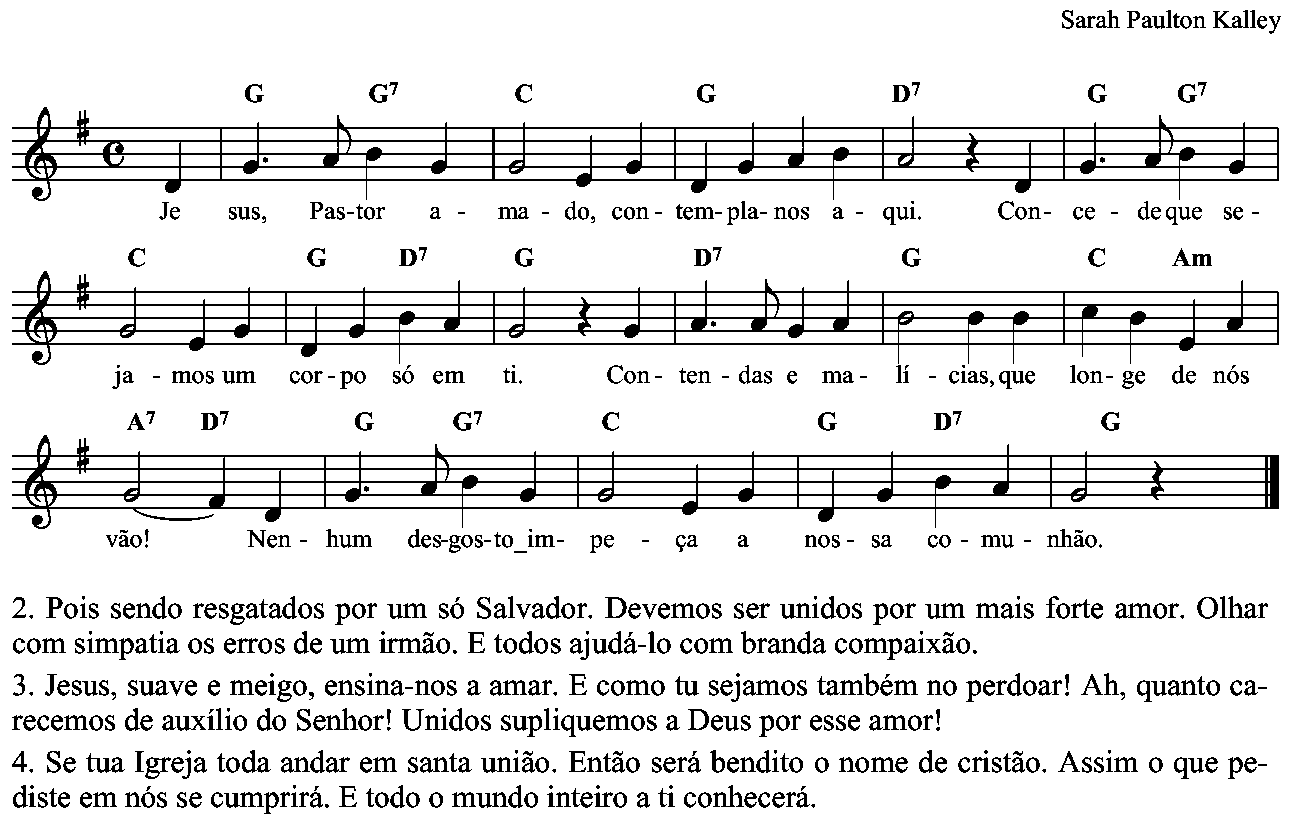 Sarah Paulton Kalley
G G7 C G D7 G G7
Je sus, Pas-tor a - ma - do, con - tem - pla - nos a - qui. Con - ce - de que se -
C G D7 G D7 G C Am
ja - mos um cor - po só em ti. Con - ten - das e ma - lí - cias, que lon - ge de nós
A7 D7 G G7 C G D7 G
vão! Nen - hum des-gos-to_im- pe - ça a nos - sa co - mu - nhão.
2. Pois sendo resgatados por um só Salvador. Devemos ser unidos por um mais forte amor. Olhar
com simpatia os erros de um irmão. E todos ajudá-lo com branda compaixão.
3. Jesus, suave e meigo, ensina-nos a amar. E como tu sejamos também no perdoar! Ah, quanto ca-
recemos de auxílio do Senhor! Unidos supliquemos a Deus por esse amor!
4. Se tua Igreja toda andar em santa união. Então será bendito o nome de cristão. Assim o que pe-
diste em nós se cumprirá. E todo o mundo inteiro a ti conhecerá.